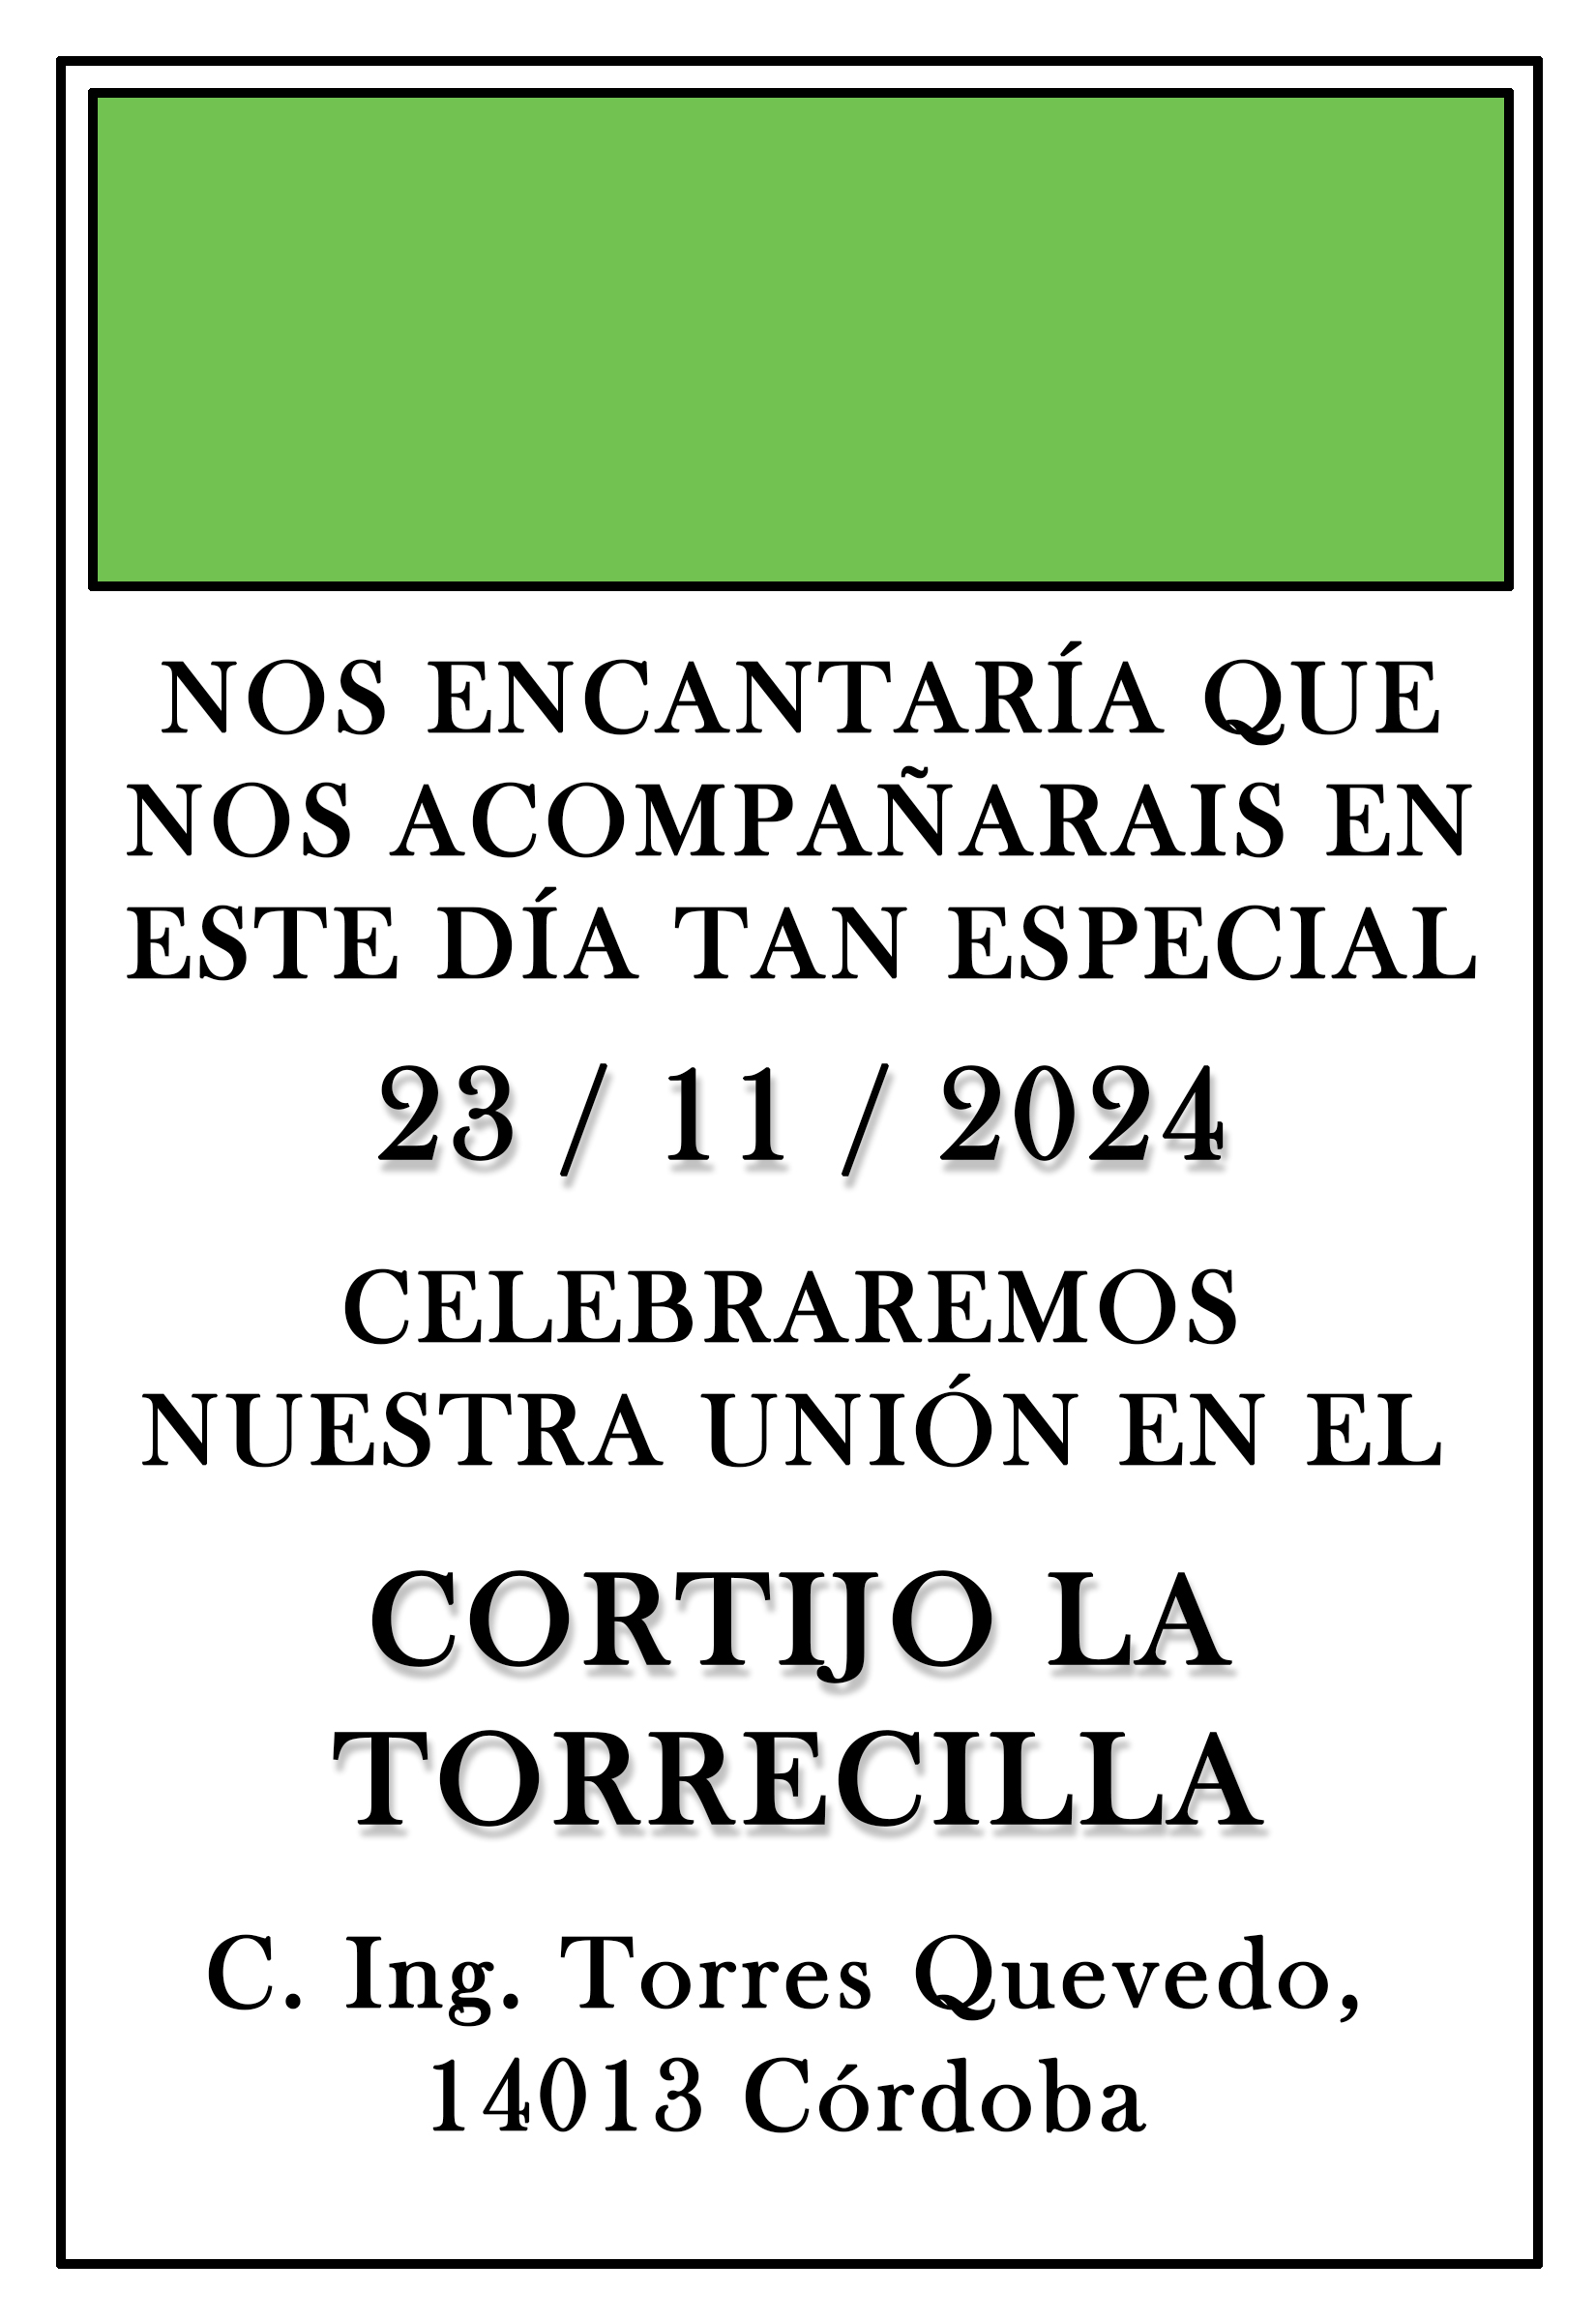 NOS ENCANTARÍA QUE
NOS ACOMPAÑARAIS EN
ESTE DÍA TAN ESPECIAL
23 / 11 / 2024
CELEBRAREMOS
NUESTRA UNIÓN EN EL
CORTIJO LA
TORRECILLA
C. Ing. Torres Quevedo,
14013 Córdoba